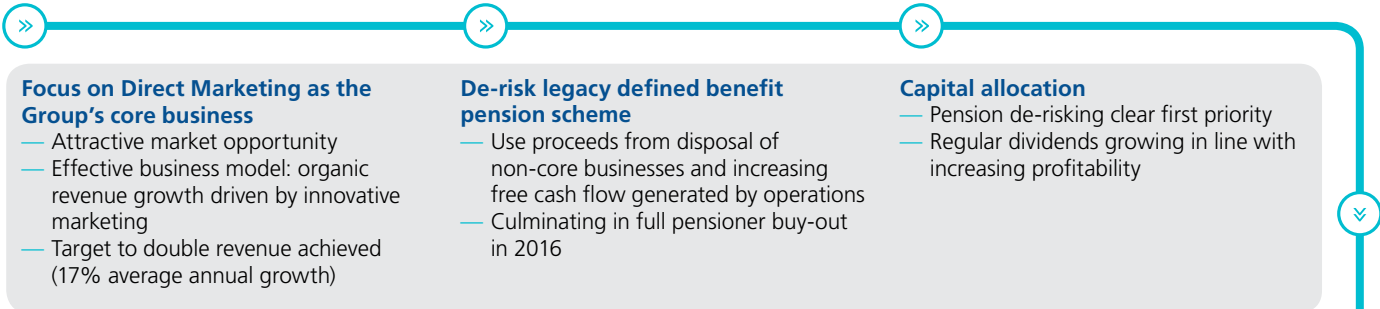 Focus on Direct Marketing as the
Group’s core business
— Attractive market opportunity
— Effective business model: organic
revenue growth driven by innovative
marketing
— Target to double revenue achieved
(17% average annual growth)
De-risk legacy defined benefit
pension scheme
— Use proceeds from disposal of
non-core businesses and increasing
free cash flow generated by operations
— Culminating in full pensioner buy-out
in 2016
Capital allocation
— Pension de-risking clear first priority
— Regular dividends growing in line with
increasing profitability